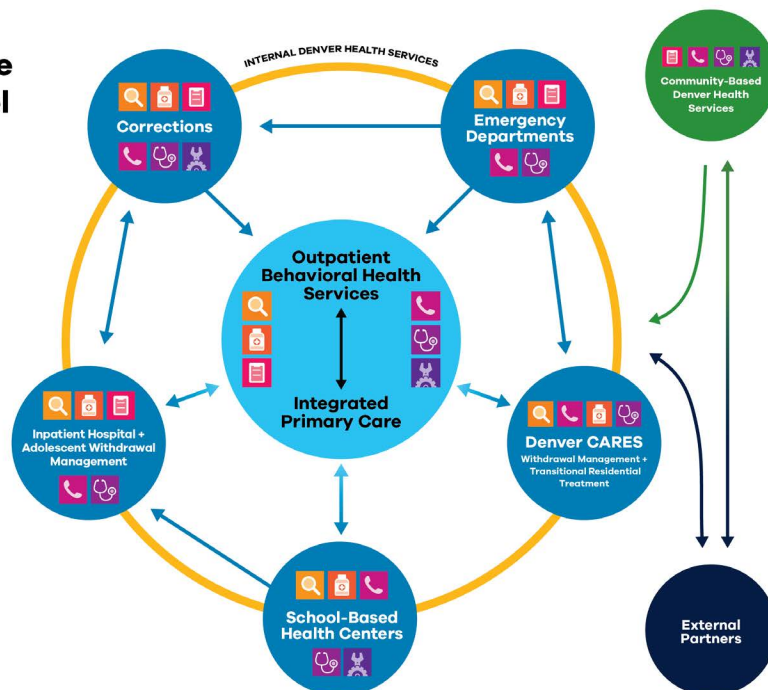 e
l
INTERNAL DENVER HEALTH SERVICES
Corrections
Emergency
Departments
Community-Based
Denver Health
Services
Outpatient
Behavioral Health
Services
Integrated
Primary Care
Inpatient Hospital +
Adolescent Withdrawal
Management
Denver CARES
Withdrawal Management +
Transitional Residential
Treatment
School-Based
Health Centers
External
Partners